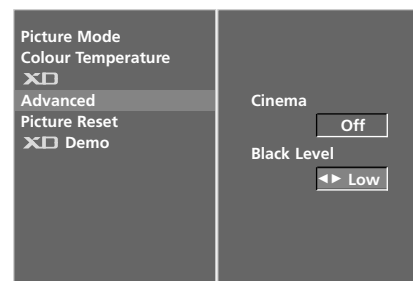 Picture Mode
Colour Temperature
XD
Advanced
Picture Reset
XD Demo
Cinema
Off
Black Level
◄► Low